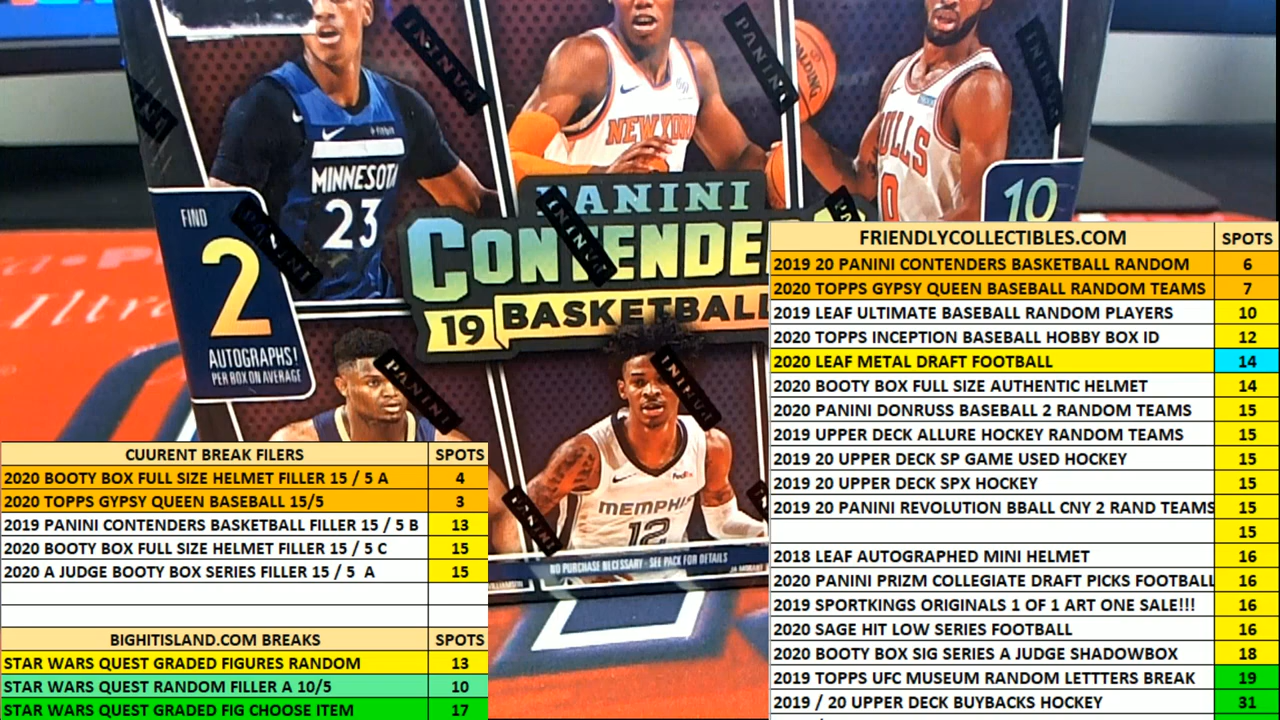 MINNESOTA
23
NEW YORK
BULLS
0
FIND
2
AUTOGRAPHS!
PER BOX ON AVERAGE
10
PANINI
CONTENDE
19 BASKETBALL
MEMPHIS
12
NO PURCHASE NECESSARY - SEE PACK FOR DETAILS
CUURENT BREAK FILERS SPOTS
2020 BOOTY BOX FULL SIZE HELMET FILLER 15 / 5 A 4
2020 TOPPS GYPSY QUEEN BASEBALL 15/5 3
2019 PANINI CONTENDERS BASKETBALL FILLER 15 / 5 B 13
2020 BOOTY BOX FULL SIZE HELMET FILLER 15 / 5 C 15
2020 A JUDGE BOOTY BOX SERIES FILLER 15 / 5 A 15
BIGHITISLAND.COM BREAKS SPOTS
STAR WARS QUEST GRADED FIGURES RANDOM 13
STAR WARS QUEST RANDOM FILLER A 10/5 10
STAR WARS QUEST GRADED FIG CHOOSE ITEM 17
FRIENDLYCOLLECTIBLES.COM SPOTS
2019 20 PANINI CONTENDERS BASKETBALL RANDOM 6
2020 TOPPS GYPSY QUEEN BASEBALL RANDOM TEAMS 7
2019 LEAF ULTIMATE BASEBALL RANDOM PLAYERS 10
2020 TOPPS INCEPTION BASEBALL HOBBY BOX ID 12
2020 LEAF METAL DRAFT FOOTBALL 14
2020 BOOTY BOX FULL SIZE AUTHENTIC HELMET 14
2020 PANINI DONRUSS BASEBALL 2 RANDOM TEAMS 15
2019 UPPER DECK ALLURE HOCKEY RANDOM TEAMS 15
2019 20 UPPER DECK SP GAME USED HOCKEY 15
2019 20 UPPER DECK SPX HOCKEY 15
2019 20 PANINI REVOLUTION BBALL CNY 2 RAND TEAMS 15
15
2018 LEAF AUTOGRAPHED MINI HELMET 16
2020 PANINI PRIZM COLLEGIATE DRAFT PICKS FOOTBALL 16
2019 SPORTKINGS ORIGINALS 1 OF 1 ART ONE SALE!!! 16
2020 SAGE HIT LOW SERIES FOOTBALL 16
2020 BOOTY BOX SIG SERIES A JUDGE SHADOWBOX 18
2019 TOPPS UFC MUSEUM RANDOM LETTTERS BREAK 19
2019 / 20 UPPER DECK BUYBACKS HOCKEY 31